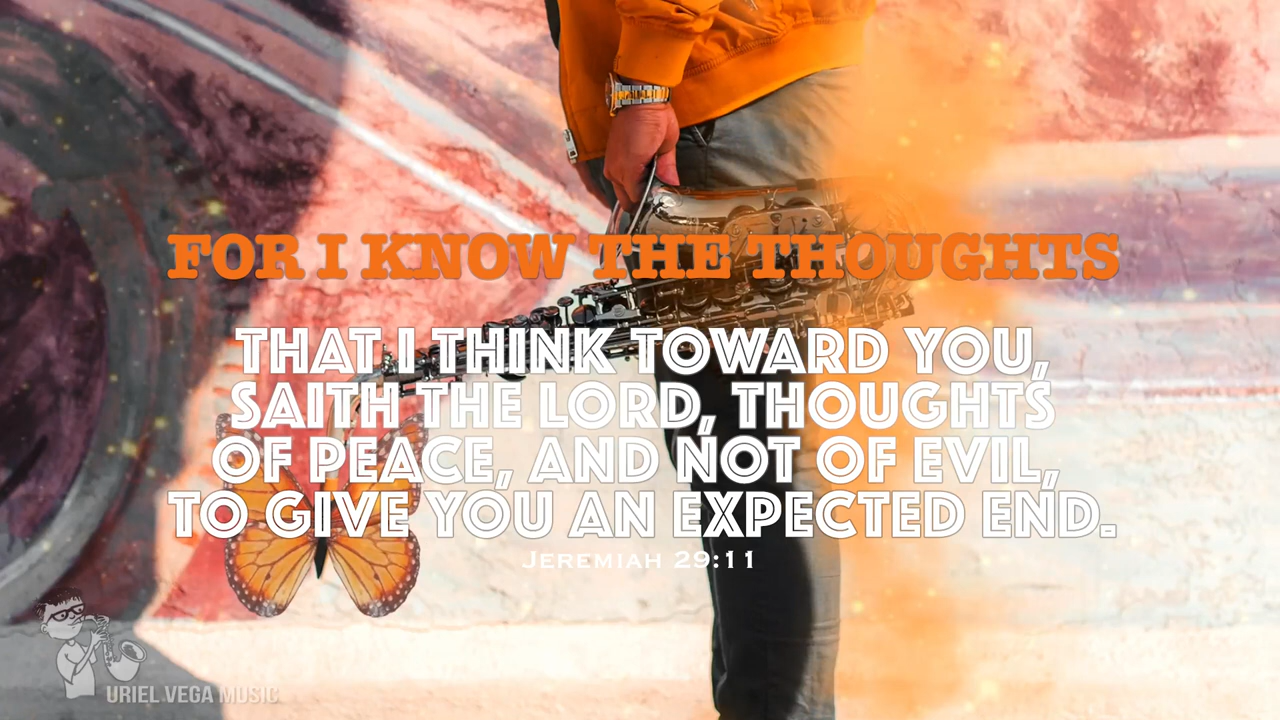 FOR I KNOW THE THOUGHTS
THAT I THINK TOWARD YOU,
SAITH THE LORD, THOUGHTS
OF PEACE, AND NOT OF EVIL,
TO GIVE YOU AN EXPECTED END.
JEREMIAH 29:11
URIEL VEGA MUSIC